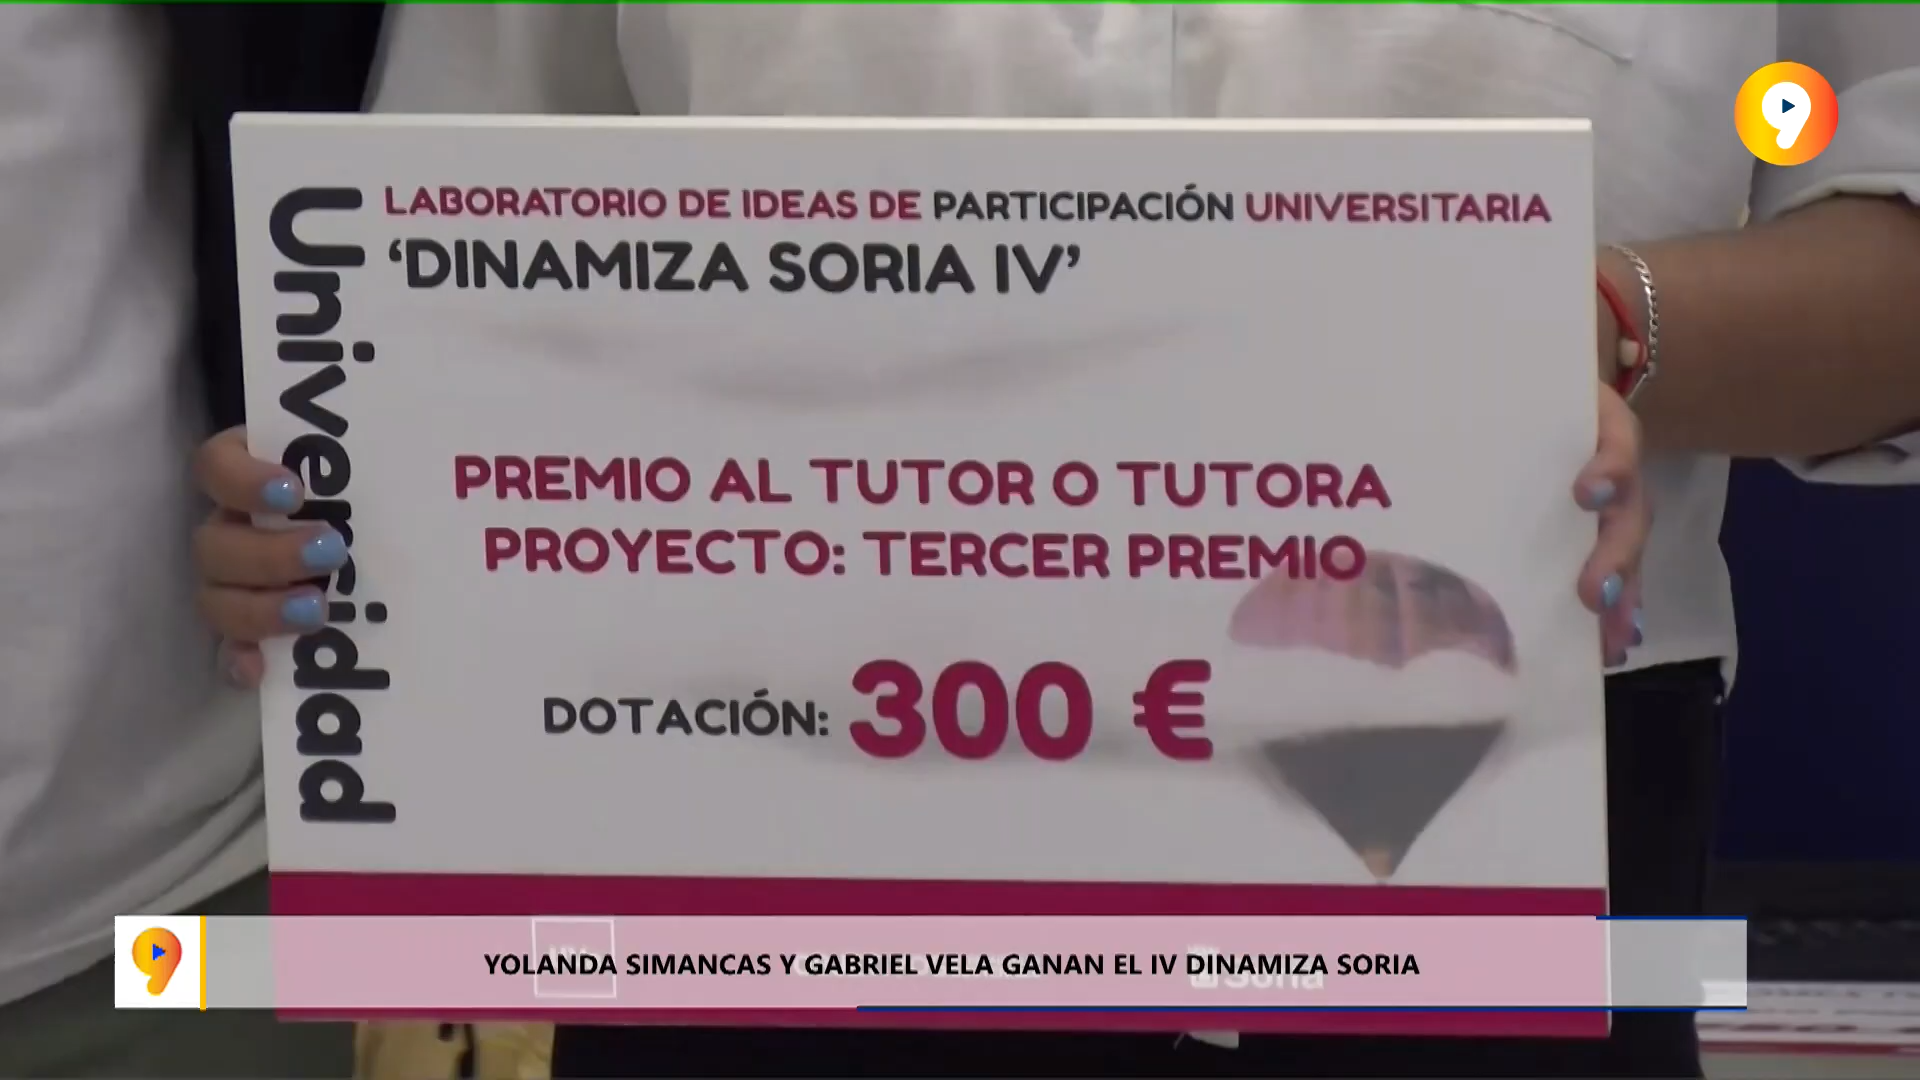 Universidad
LABORATORIO DE IDEAS DE PARTICIPACIÓN UNIVERSITARIA
‘DINAMIZA SORIA IV’
PREMIO AL TUTOR O TUTORA
PROYECTO: TERCER PREMIO
DOTACIÓN: 300 €
YOLANDA SIMANCAS Y GABRIEL VELA GANAN EL IV DINAMIZA SORIA
Soria